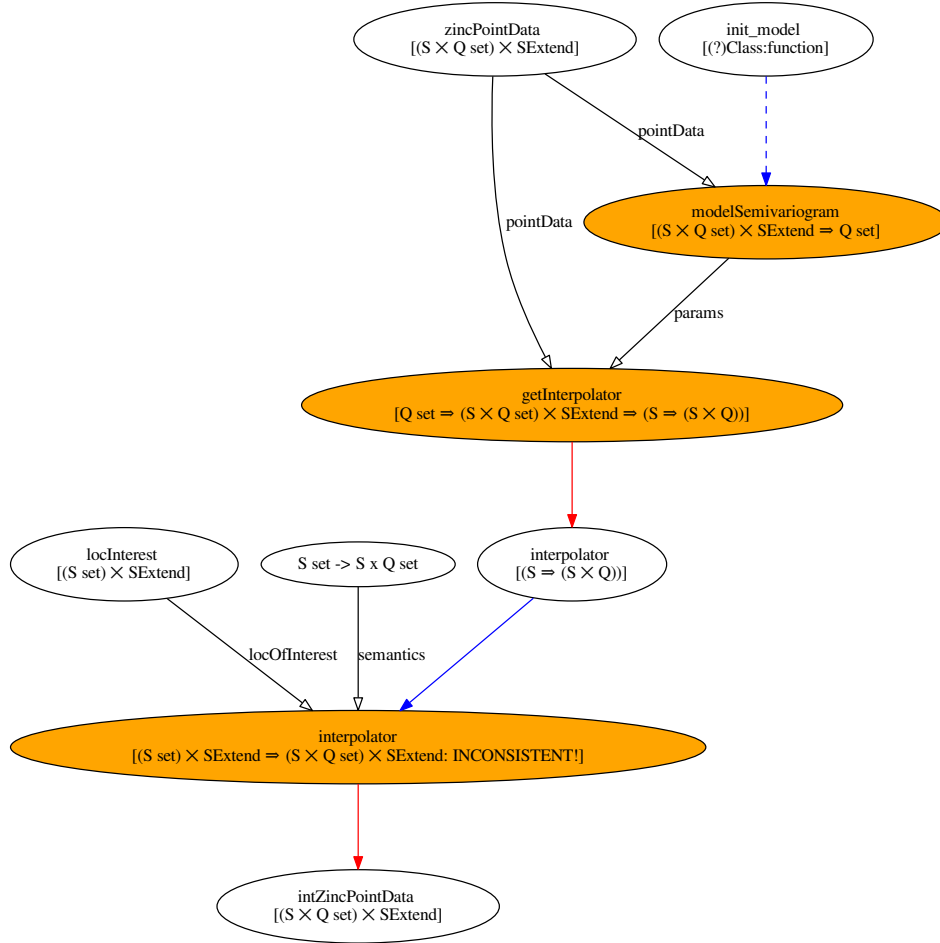 zincPointData
[(S ⨯ Q set) ⨯ SExtend]
init_model
[(?)Class:function]
pointData
modelSemivariogram
[(S ⨯ Q set) ⨯ SExtend ⇒ Q set]
pointData
params
getInterpolator
[Q set ⇒ (S ⨯ Q set) ⨯ SExtend ⇒ (S ⇒ (S ⨯ Q))]
locInterest
[(S set) ⨯ SExtend]
S set -> S x Q set
interpolator
[(S ⇒ (S ⨯ Q))]
locOfInterest
semantics
interpolator
[(S set) ⨯ SExtend ⇒ (S ⨯ Q set) ⨯ SExtend: INCONSISTENT!]
intZincPointData
[(S ⨯ Q set) ⨯ SExtend]